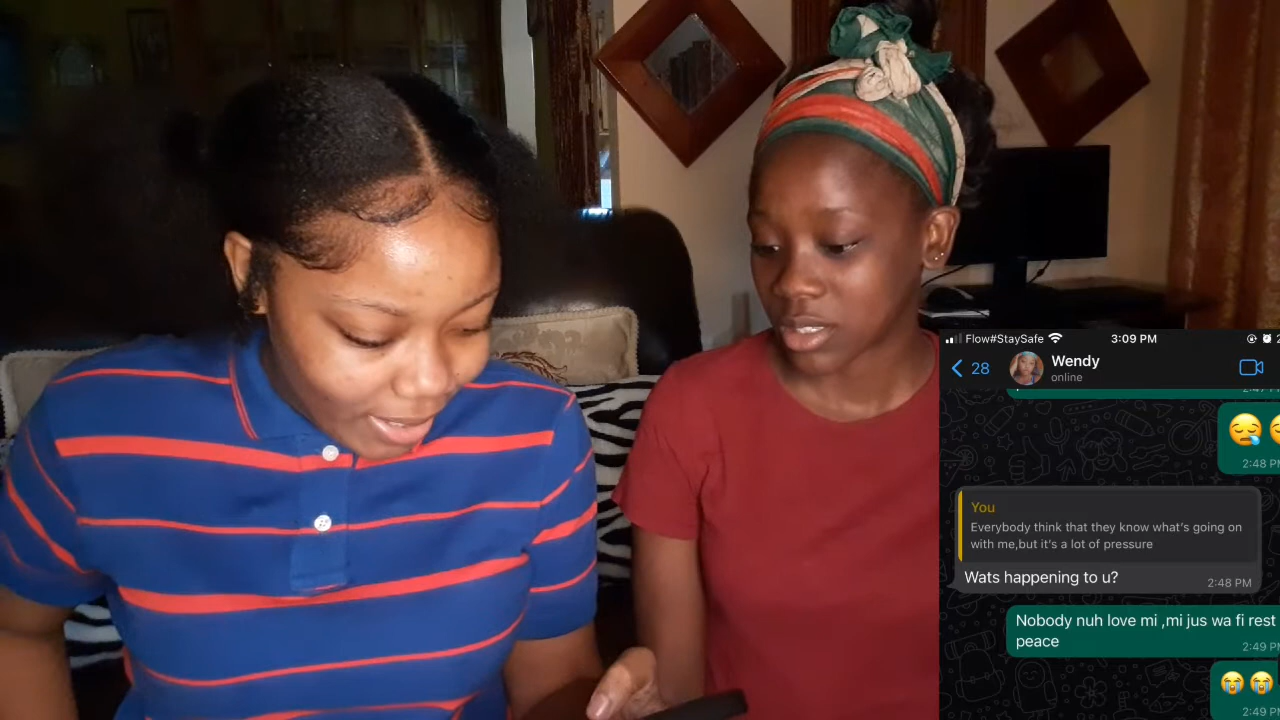 Flow#StaySafe 3:09 PM
28 Wendy
online
2:48 PM
You
Everybody think that they know what's going on
with me,but it's a lot of pressure
Wats happening to u?
2:48 PM
Nobody nuh love mi ,mi jus wa fi rest
peace
2:49 PM
2:49 PM